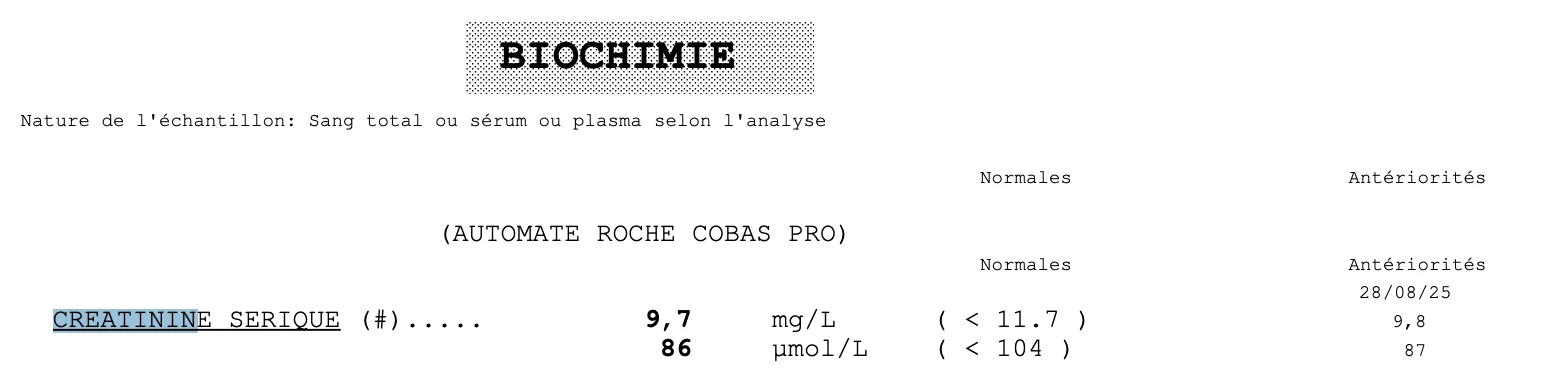 BIOCHIMIE
Nature de l'échantillon: Sang total ou sérum ou plasma selon l'analyse
Normales Antériorités
(AUTOMATE ROCHE COBAS PRO)
Normales Antériorités
28/08/25
CREATININE SERIQUE (#)..... 9,7 mg/L ( < 11.7 ) 9,8
86 µmol/L ( < 104 ) 87